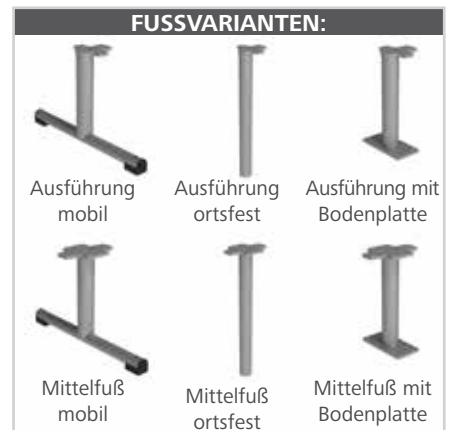 FUSSVARIANTEN:
Ausführung
mobil
Ausführung
ortsfest
Ausführung mit
Bodenplatte
Mittelfuß
mobil
Mittelfuß
ortsfest
Mittelfuß mit
Bodenplatte